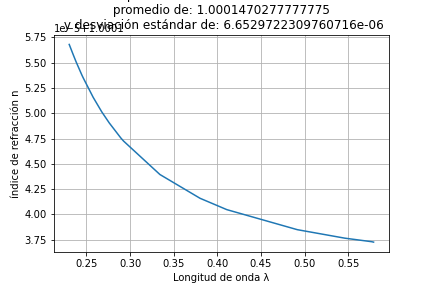 promedio de: 1.0001470277777775
y desviación estándar de: 6.6529722309760716e-06
1e−5+1.0001
5.75
5.50
5.25
5.00
4.75
4.50
4.25
4.00
3.75
Índice de refracción n
0.25 0.30 0.35 0.40 0.45 0.50 0.55
Longitud de onda λ